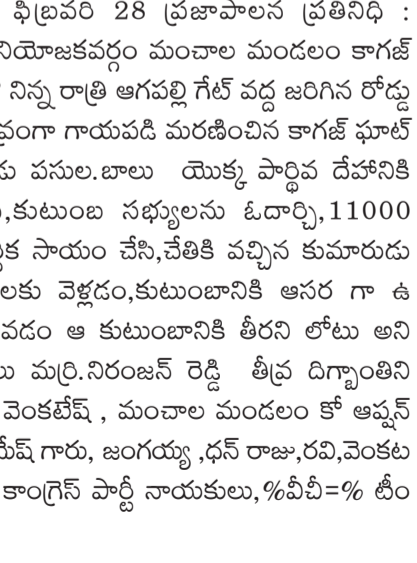 ఫిబ్రవరి 28 ప్రజాపాలన ప్రతినిధి :
నియోజకవర్గం మంచాల మండలం కాగజ్
నిన్న రాత్రి ఆగపల్లి గేట్ వద్ద జరిగిన రోడ్డు
వ్రంగా గాయపడి మరణించిన కాగజ్ ఘాట్
డు పసుల.బాలు యొక్క పార్థివ దేహానికి
,కుటుంబ సభ్యులను ఓదార్చి,11000
క సాయం చేసి,చేతికి వచ్చిన కుమారుడు
లకు వెళ్లడం,కుటుంబానికి ఆసర గా ఉ
వడం ఆ కుటుంబానికి తీరని లోటు అని
లు మర్రి.నిరంజన్ రెడ్డి తీవ్ర దిగ్భాంతిని
వెంకటేష్ , మంచాల మండలం కో ఆప్షన్
మేష్ గారు, జంగయ్య ,ధన్ రాజు,రవి,వెంకట
కాంగ్రెస్ పార్టీ నాయకులు,%వీచీ=% టీం